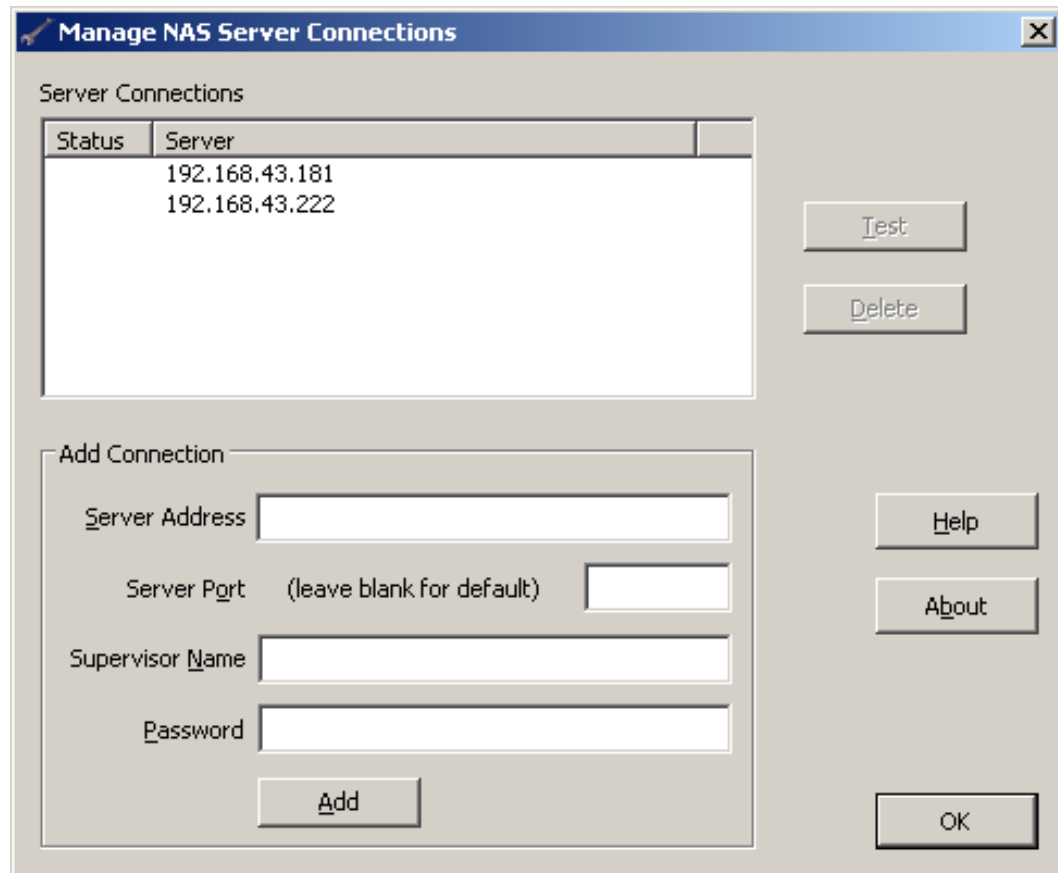 Manage NAS Server Connections
Server Connections
Status Server
192.168.43.181
192.168.43.222
Test
Delete
Add Connection
Server Address
Help
Server Port (leave blank for default)
About
Supervisor Name
Password
Add
OK